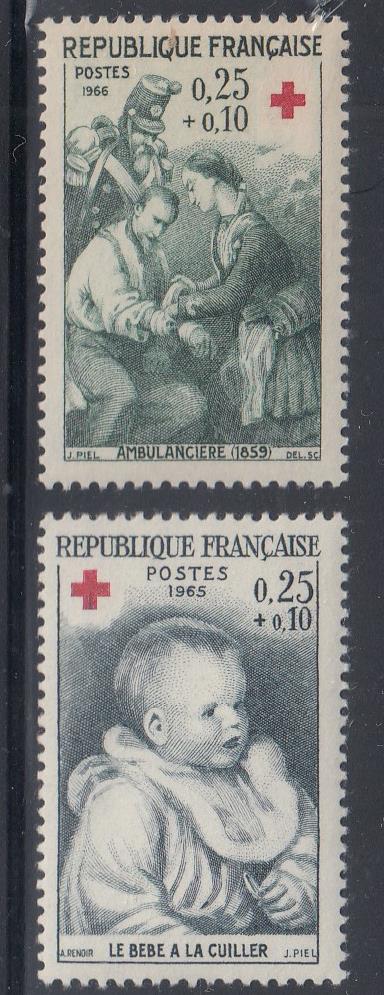 REPUBLIQUE FRANÇAISE
POSTES
1966
0,25
+ 0,10
J. PIEL AMBULANCIERE (1859) DEL. SC.
REPUBLIQUE FRANÇAISE
POSTES
1965
0,25
+ 0,10
A. RENOIR LE BEBE A LA CUILLER J. PIEL